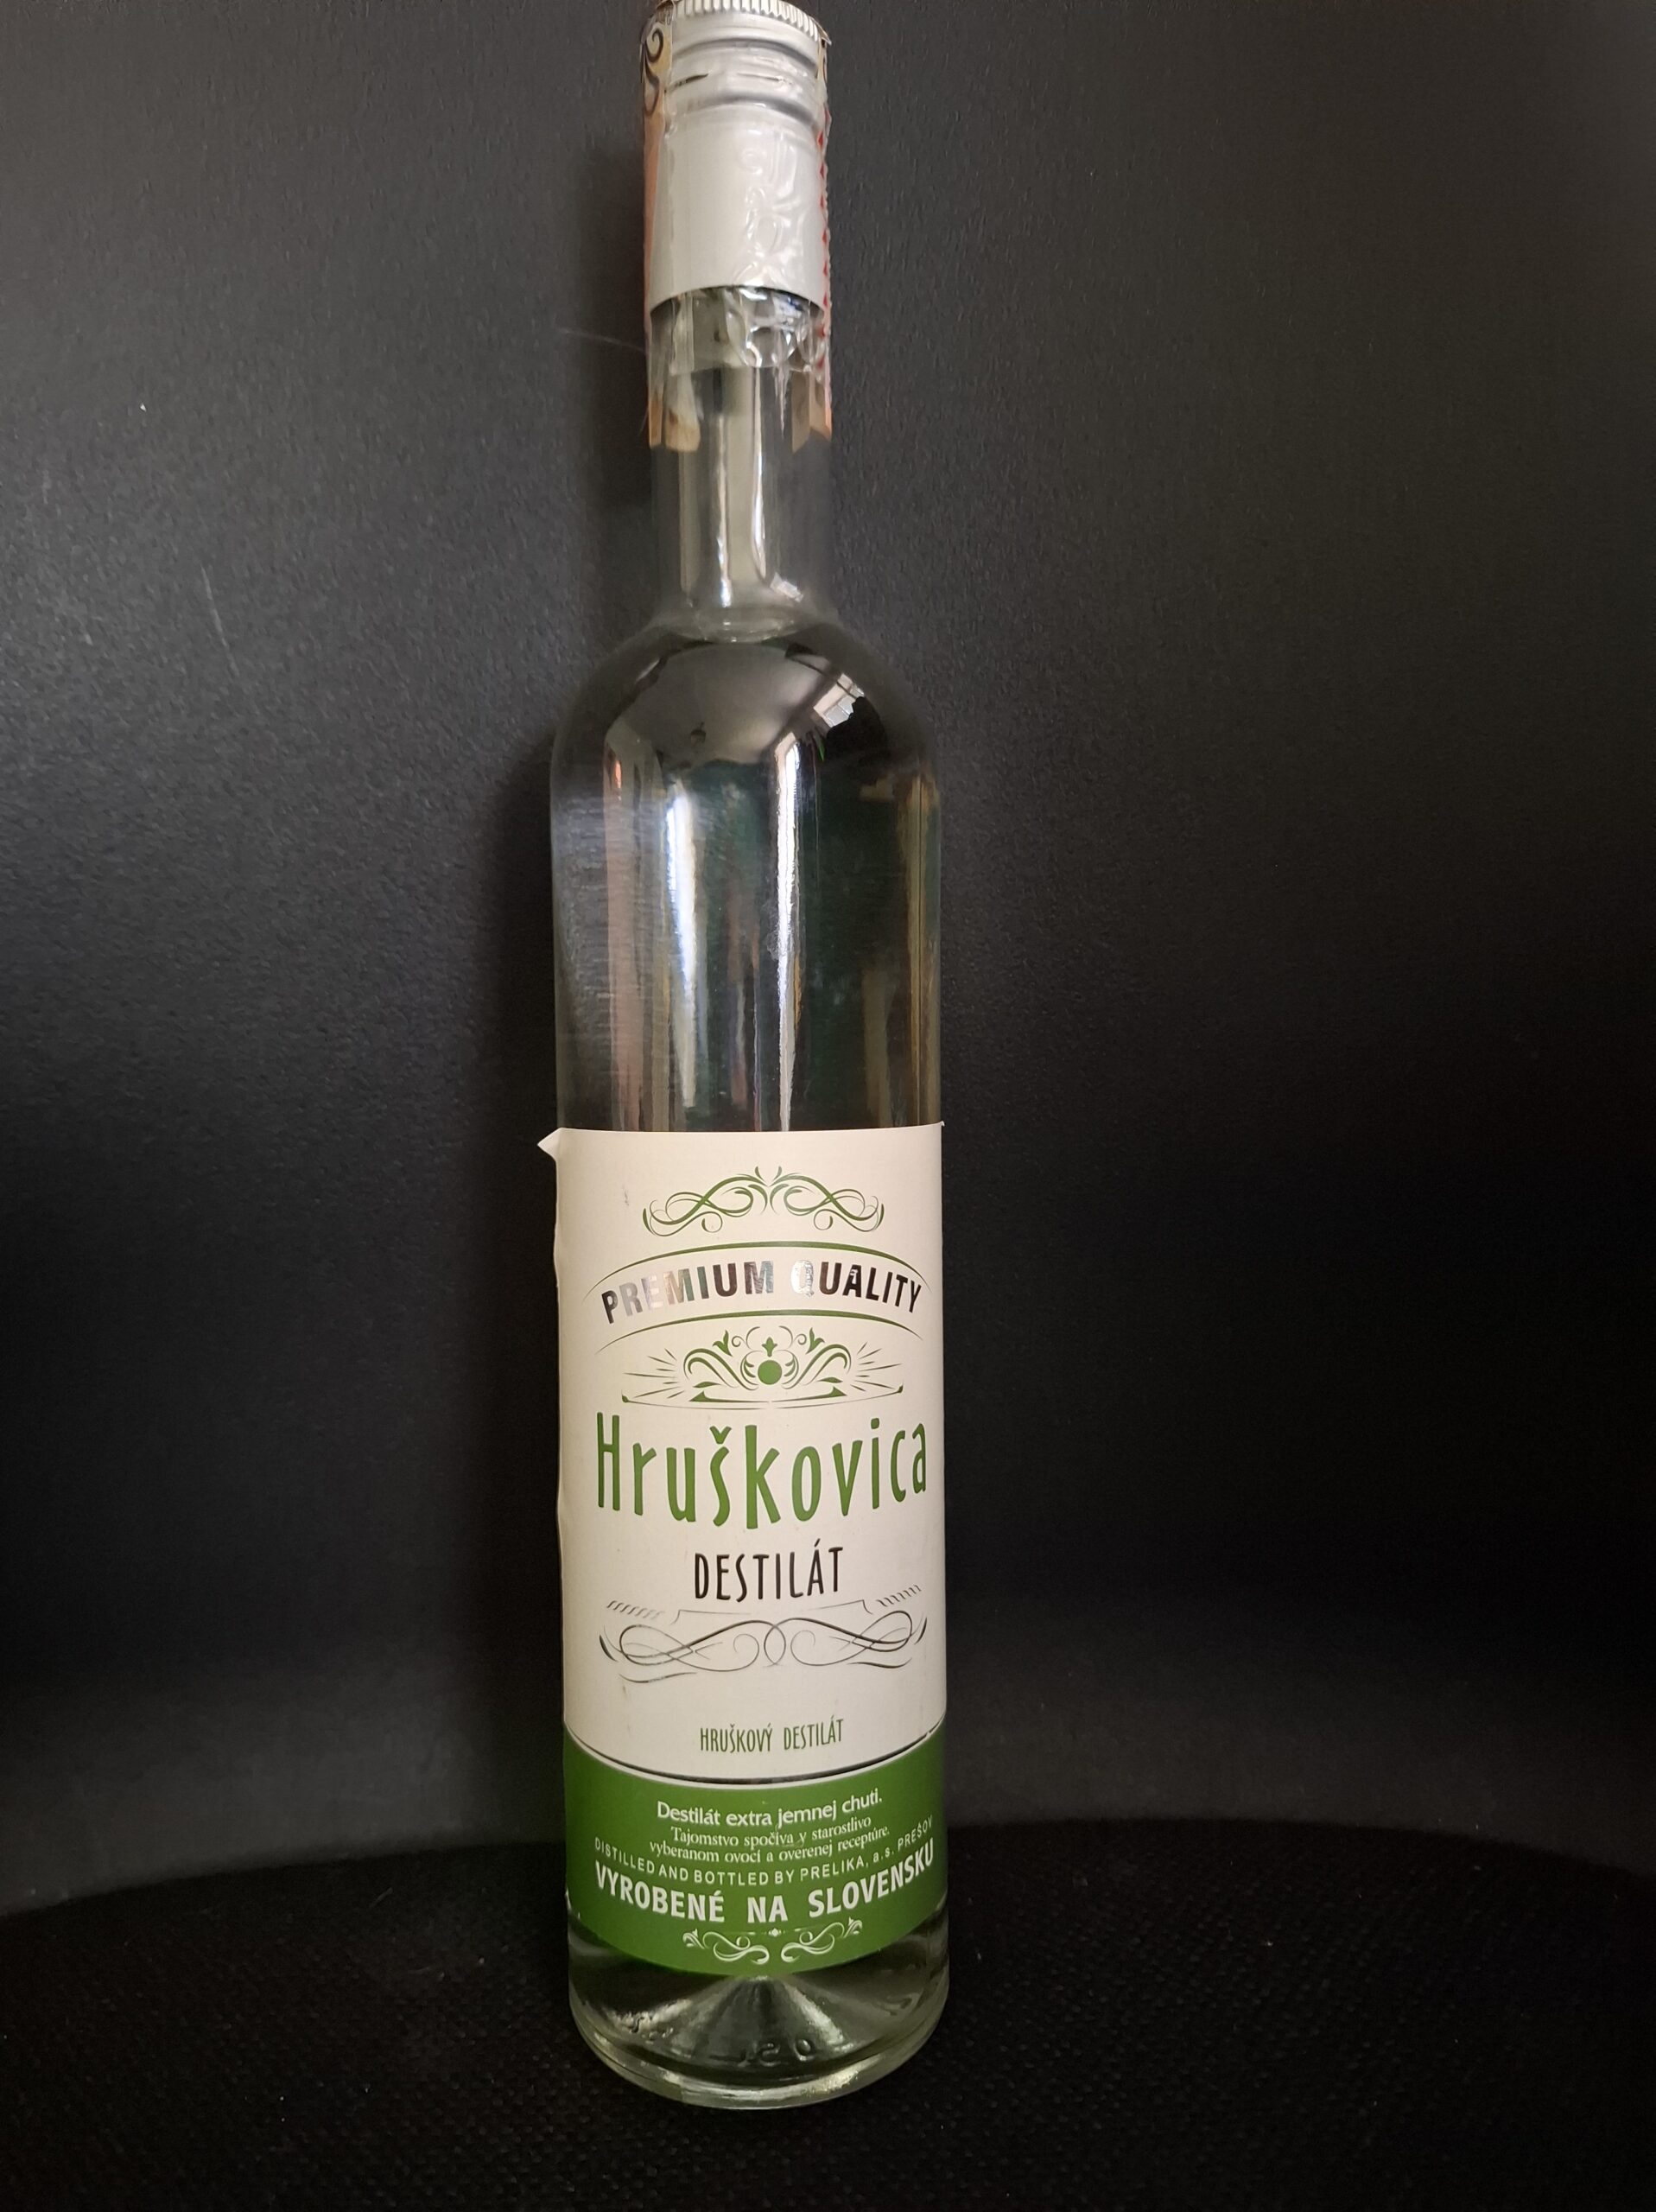 PREMIUM QUALITY
Hruškovica
DESTILÁT
HRUŠKOVÝ DESTILÁT
Destilát extra jemnej chuti.
Tajomstvo spočíva v starostlivo
vyberanom ovocí a overenej receptúre.
DISTILLED AND BOTTLED BY PRELIKA, a.s. PREŠOV
VYROBENÉ NA SLOVENSKU